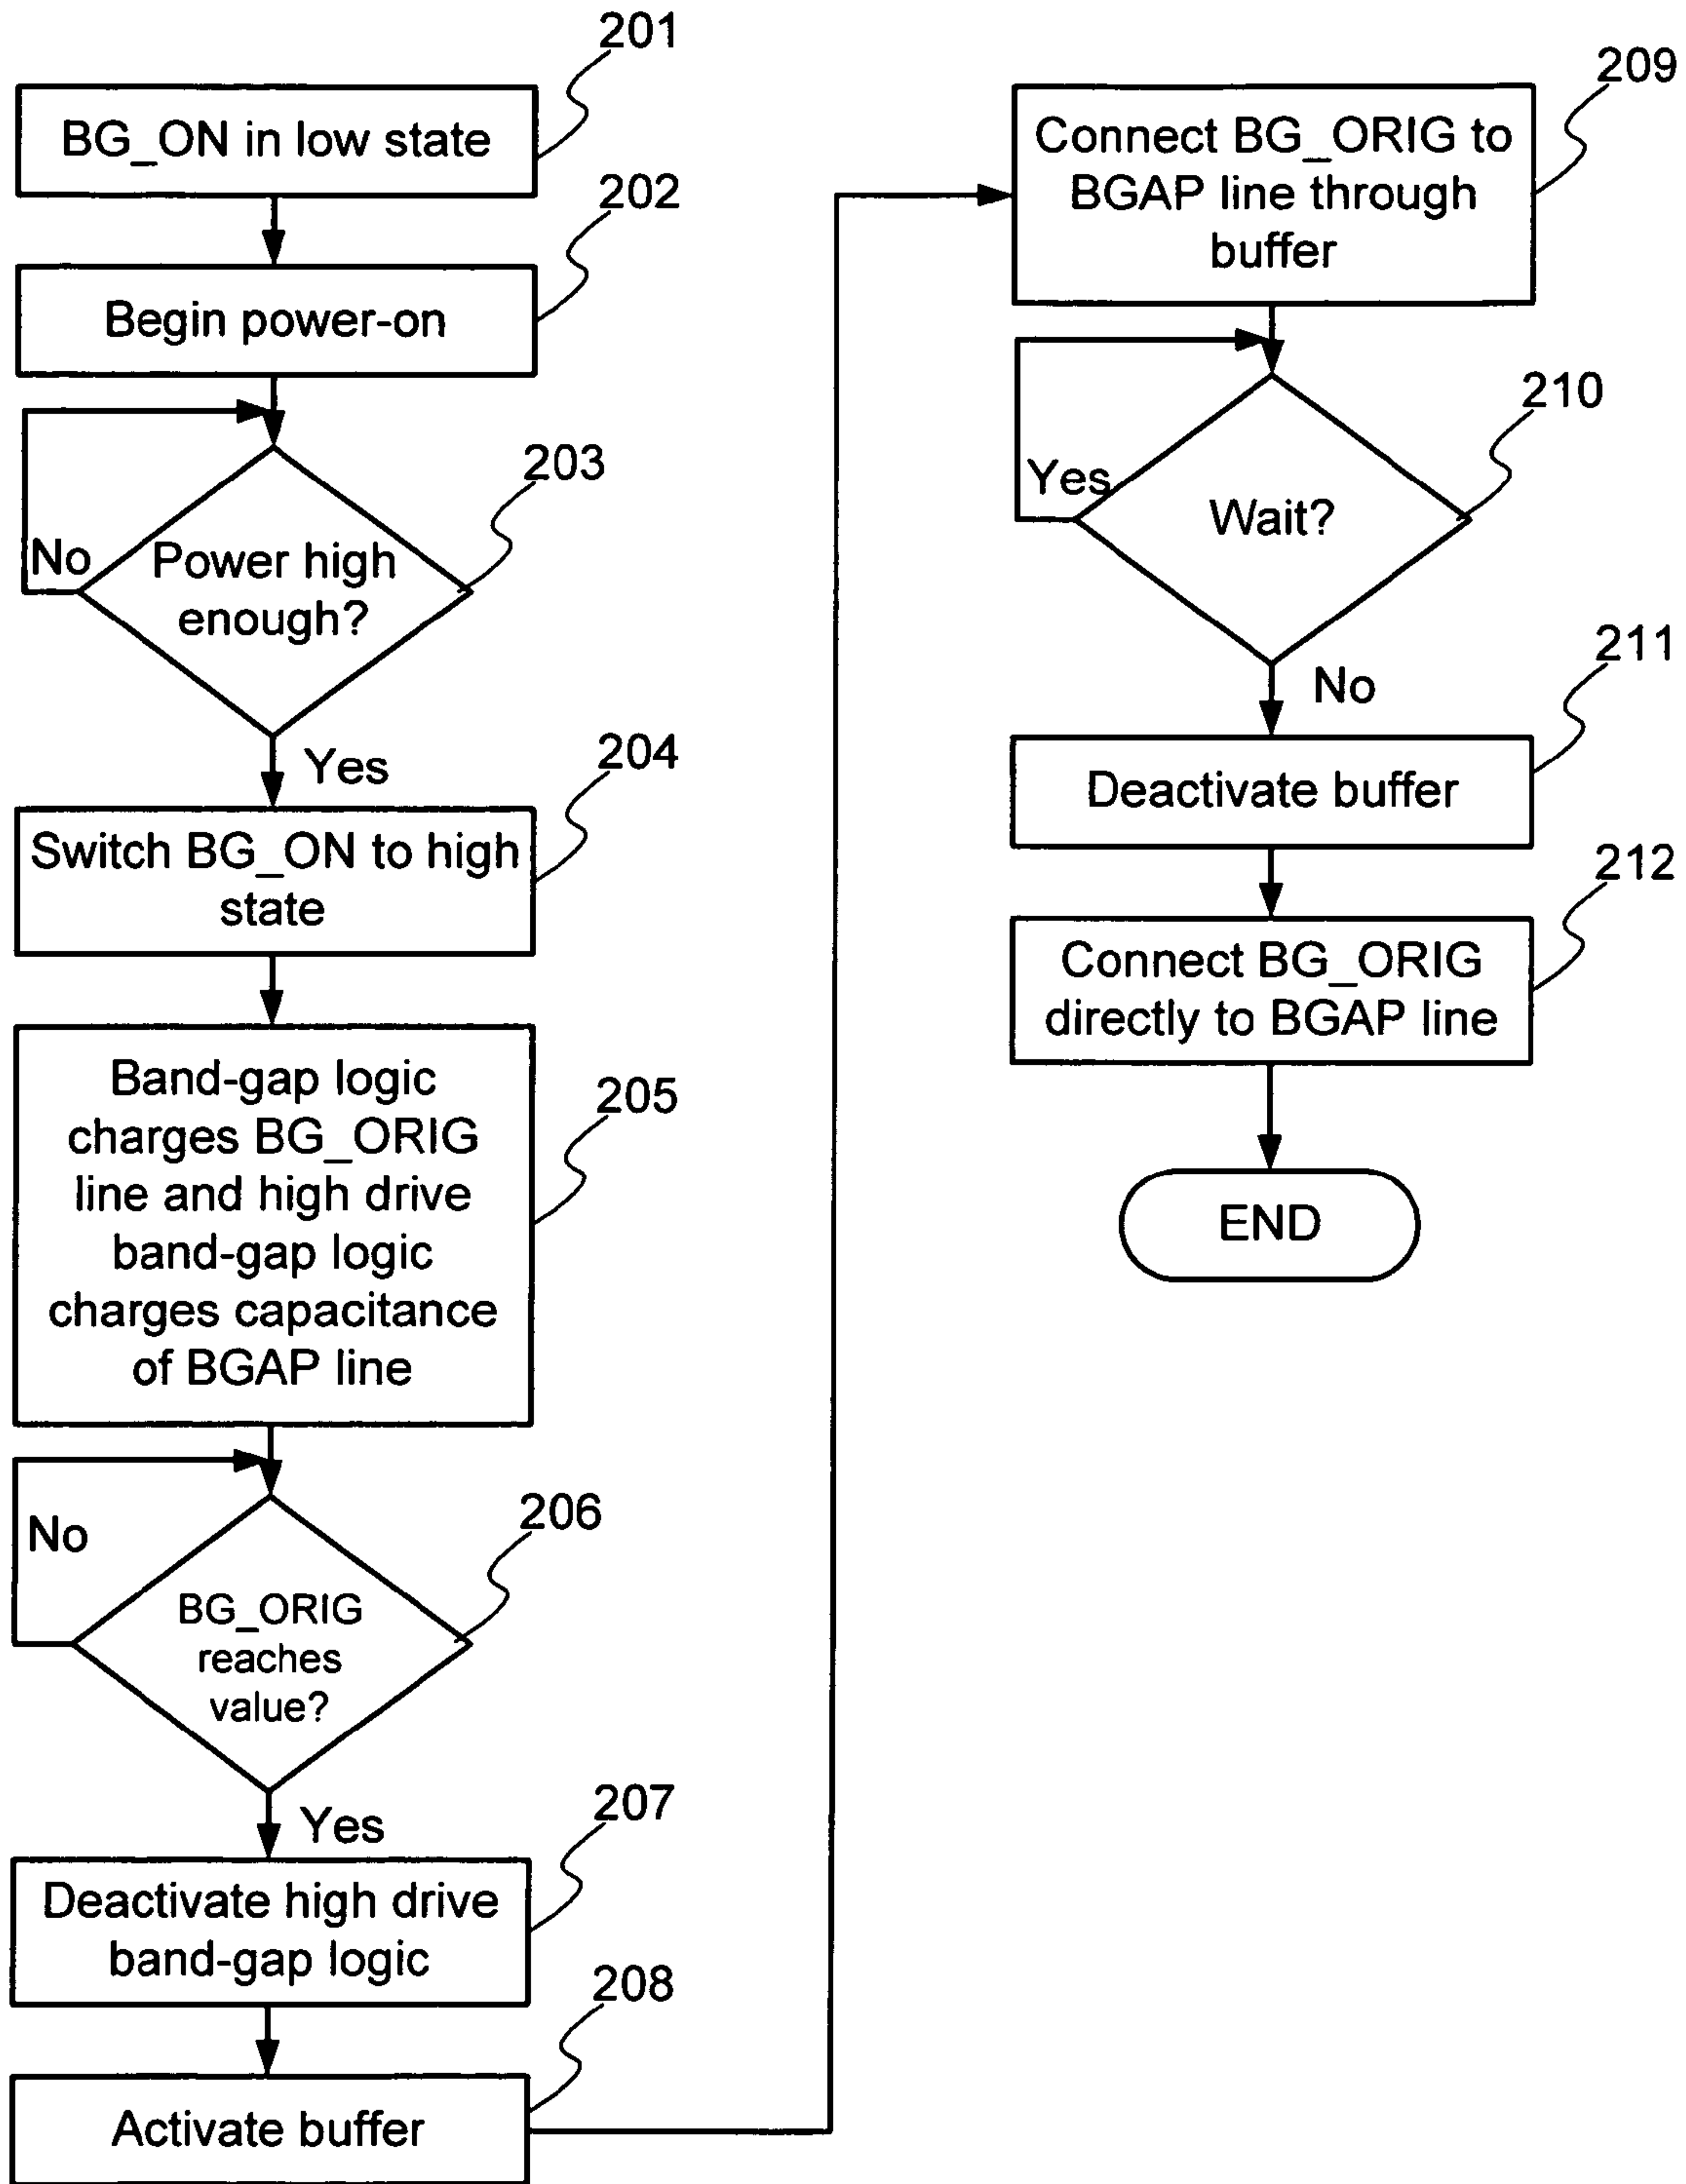 201
BG_ON in low state
202
Begin power-on
203
No
Power high
enough?
Yes
204
Switch BG_ON to high
state
205
Band-gap logic
charges BG_ORIG
line and high drive
band-gap logic
charges capacitance
of BGAP line
206
No
BG_ORIG
reaches
value?
Yes
207
Deactivate high drive
band-gap logic
208
Activate buffer
209
Connect BG_ORIG to
BGAP line through
buffer
210
Yes
Wait?
No
211
Deactivate buffer
212
Connect BG_ORIG
directly to BGAP line
END